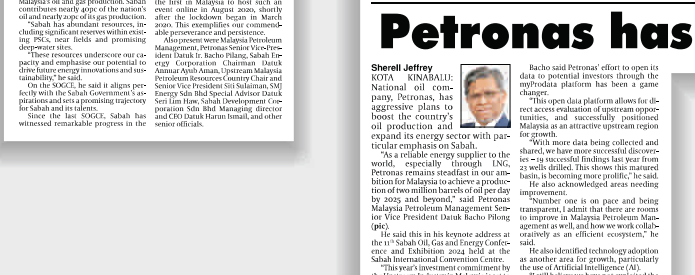 Malaysia's oil and gas production. Sabah
contributes nearly 40pc of the nation's
oil and nearly 20pc of its gas production.
"Sabah has abundant resources, in-
cluding significant reserves within exist-
ing PSCs, near fields and promising
deep-water sites.
"These resources underscore our ca-
pacity and emphasise our potential to
drive future energy innovations and sus-
tainability," he said.
On the SOGCE, he said it aligns per-
fectly with the Sabah Government's as-
pirations and sets a promising trajectory
for Sabah and its talents.
Since the last SOGCE, Sabah has
witnessed remarkable progress in the
the first in Malaysia to host such an
event online in August 2020, shortly
after the lockdown began in March
2020. This exemplifies our commend-
able perseverance and persistence.
Also present were Malaysia Petroleum
Management, Petronas Senior Vice-Pres-
ident Datuk Ir. Bacho Pilang, Sabah En-
ergy Corporation Chairman Datuk
Annuar Ayub Aman, Upstream Malaysia
Petroleum Resources Country Chair and
Senior Vice President Siti Sulaiman, SMJ
Energy Sdn Bhd Special Advisor Datuk
Seri Lim Haw, Sabah Development Cor-
poration Sdn Bhd Managing director
and CEO Datuk Harun Ismail, and other
senior officials.
Petronas has
Sherell Jeffrey
KOTA KINABALU:
National oil com-
pany, Petronas, has
aggressive plans to
boost the country's
oil production and
expand its energy sector with par-
ticular emphasis on Sabah.
"As a reliable energy supplier to the
world, especially through LNG,
Petronas remains steadfast in our am-
bition for Malaysia to achieve a produc-
tion of two million barrels of oil per day
by 2025 and beyond," said Petronas
Malaysia Petroleum Management Sen-
ior Vice President Datuk Bacho Pilong
(pic).
He said this in his keynote address at
the 11th Sabah Oil, Gas and Energy Confer-
ence and Exhibition 2024 held at the
Sabah International Convention Centre.
"This year's investment commitment by
Bacho said Petronas' effort to open its
data to potential investors through the
myProdata platform has been a game
changer.
"This open data platform allows for di-
rect access evaluation of upstream oppor-
tunities, and successfully positioned
Malaysia as an attractive upstream region
for growth.
"With more data being collected and
shared, we have more successful discover-
ies – 19 successful findings last year from
23 wells drilled. This shows this matured
basin, is becoming more prolific," he said.
He also acknowledged areas needing
improvement.
"Number one is on pace and being
transparent, I admit that there are rooms
to improve in Malaysia Petroleum Man-
agement as well, and how we work collab-
oratively as an efficient ecosystem," he
said.
He also identified technology adoption
as another area for growth, particularly
the use of Artificial Intelligence (AI).